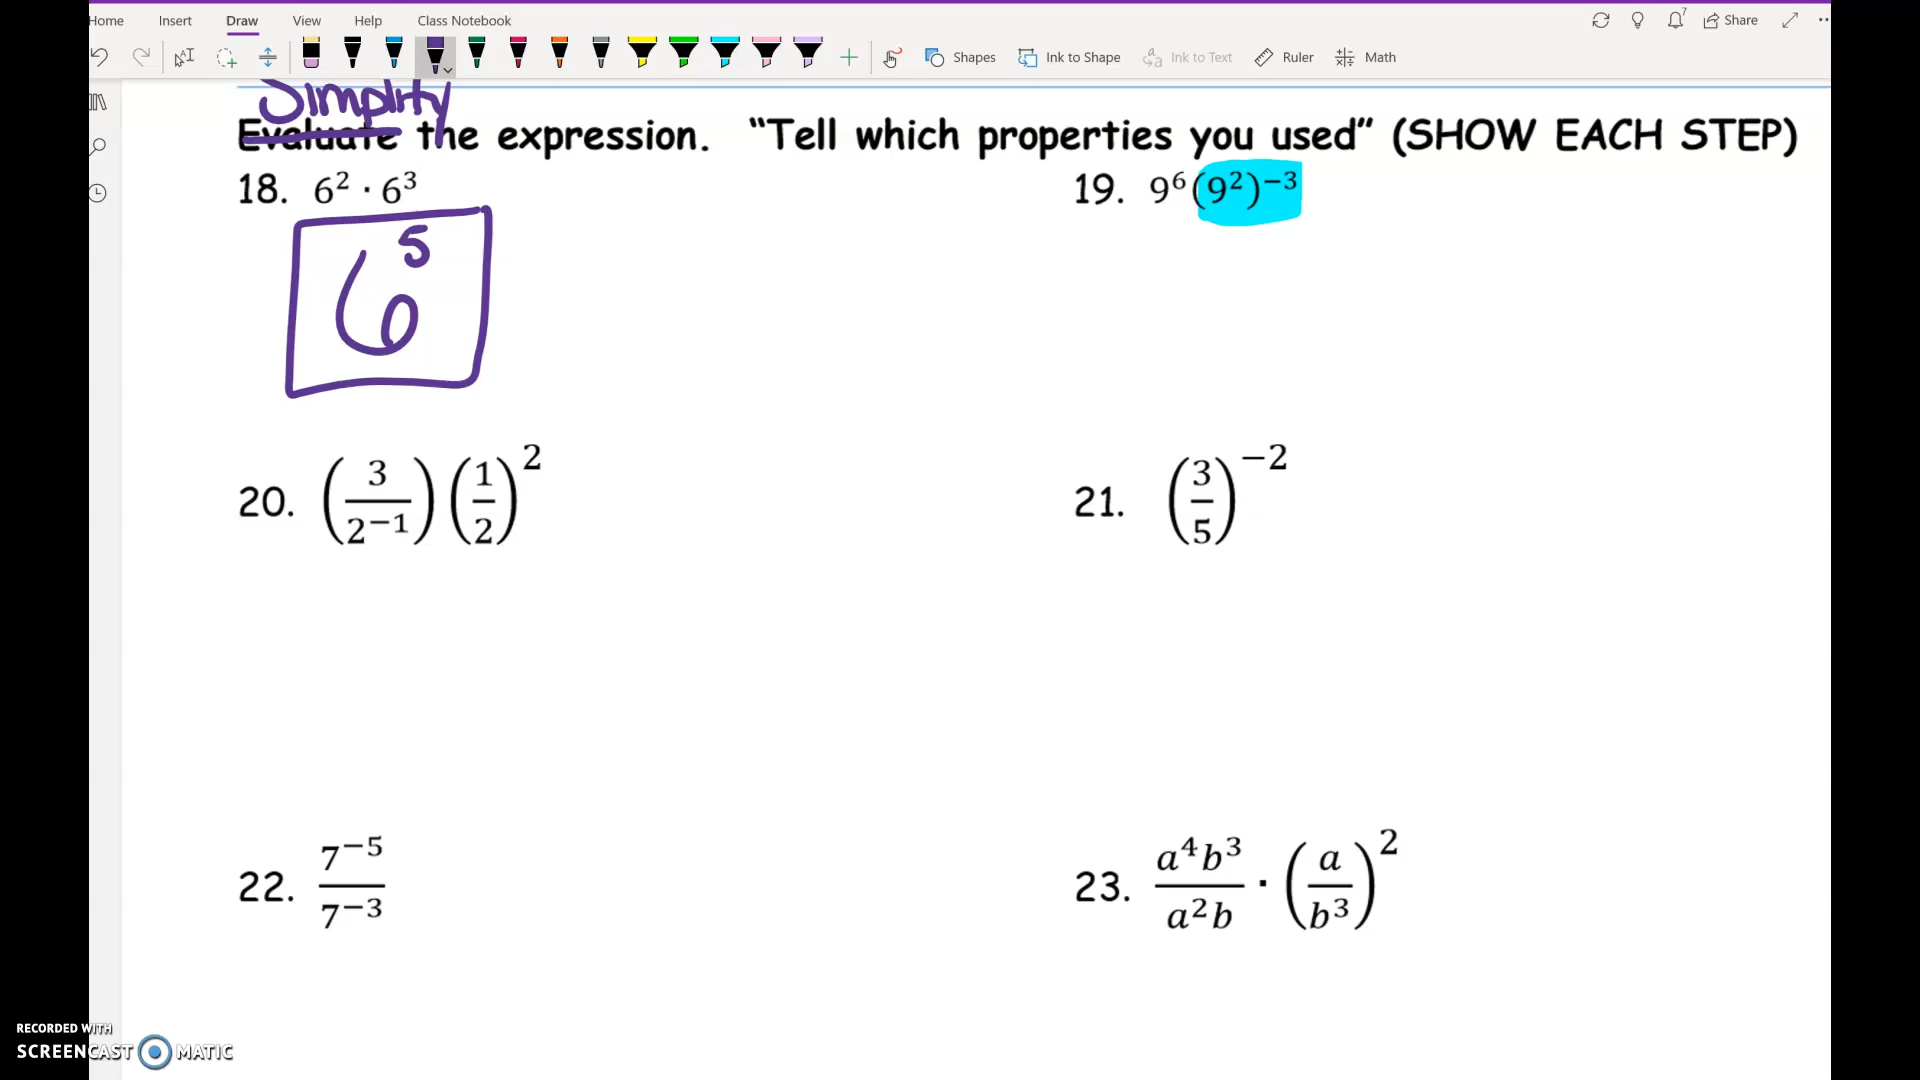 Home Insert Draw View Help Class Notebook 7 Share
Ink to Shape Ink to Text Shapes Ruler Math
Simplify
Evaluate the expression. “Tell which properties you used” (SHOW EACH STEP)
18. 6² · 6³ 19. 9⁶(9²)⁻³
6⁵
20. (3/2⁻¹)(1/2)² 21. (3/5)⁻²
22. 7⁻⁵/7⁻³ 23. a⁴b³/a²b · (a/b³)²
RECORDED WITH
SCREENCAST MATIC